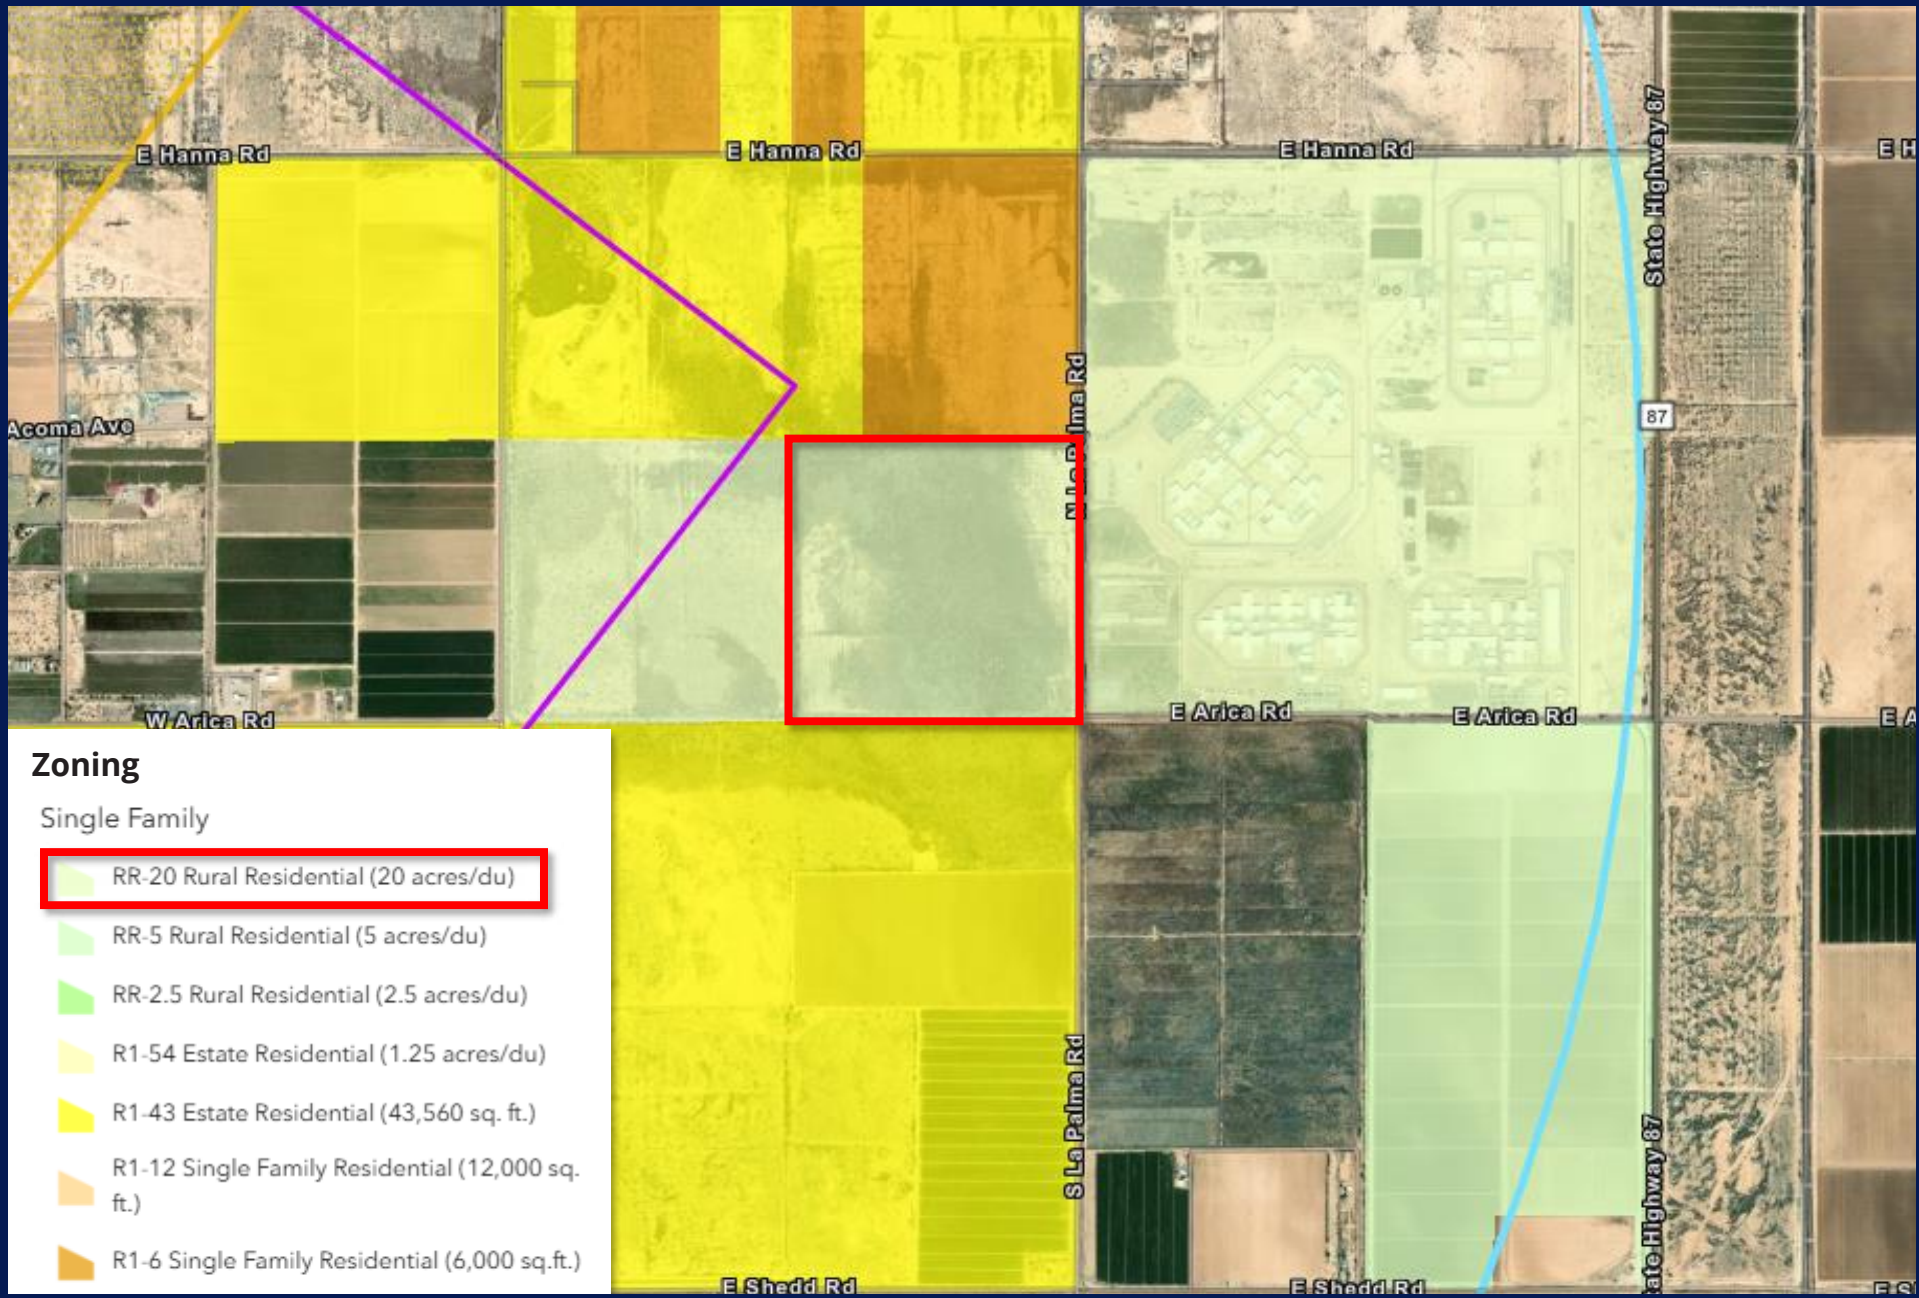 E Hanna Rd
E Hanna Rd
E Hanna Rd
E H
State Highway 87
Acoma Ave
N La Palma Rd
87
W Arica Rd
E Arica Rd
E Arica Rd
E A
Zoning
Single Family
RR-20 Rural Residential (20 acres/du)
RR-5 Rural Residential (5 acres/du)
RR-2.5 Rural Residential (2.5 acres/du)
R1-54 Estate Residential (1.25 acres/du)
R1-43 Estate Residential (43,560 sq. ft.)
R1-12 Single Family Residential (12,000 sq.
ft.)
R1-6 Single Family Residential (6,000 sq.ft.)
S La Palma Rd
tate Highway 87
E Shedd Rd
E Shedd Rd
E S